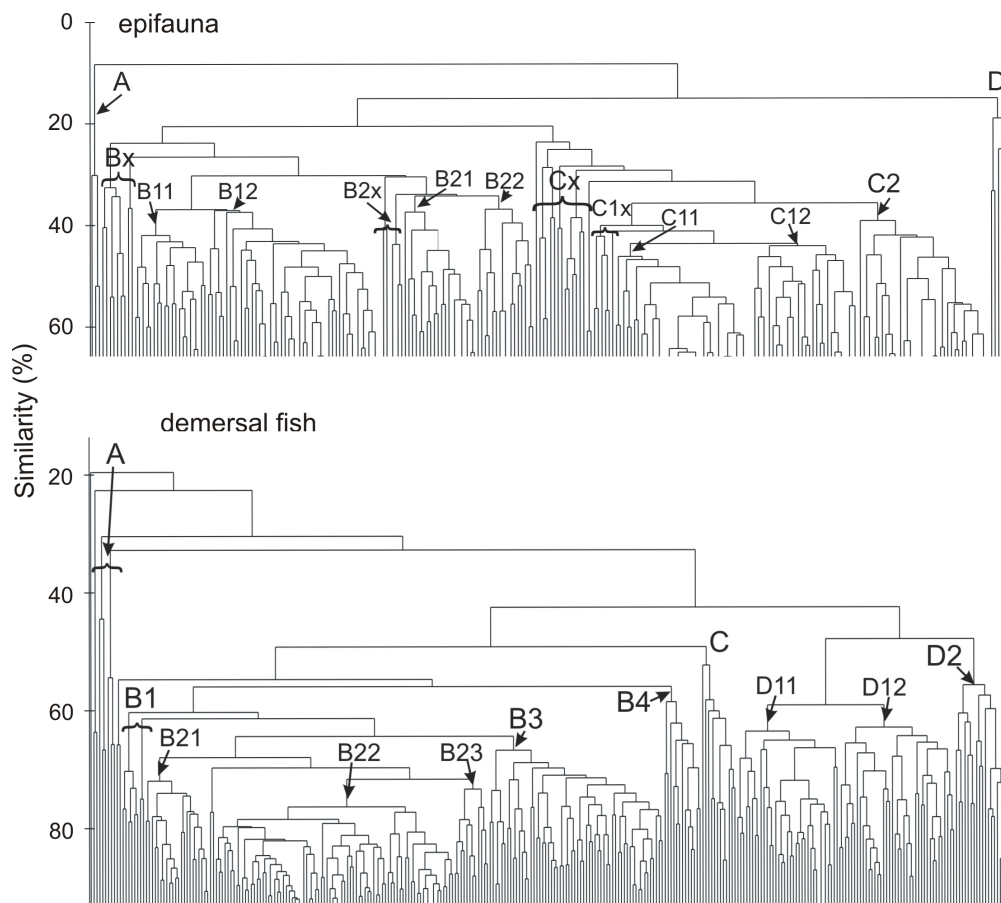 0
epifauna
A
D
20
Bx
B11
B12
B2x
B21
B22
Cx
C1x
C11
C12
C2
40
60
Similarity (%)
demersal fish
A
20
40
C
D2
B1
B4
D11
D12
60
B21
B22
B23
B3
80